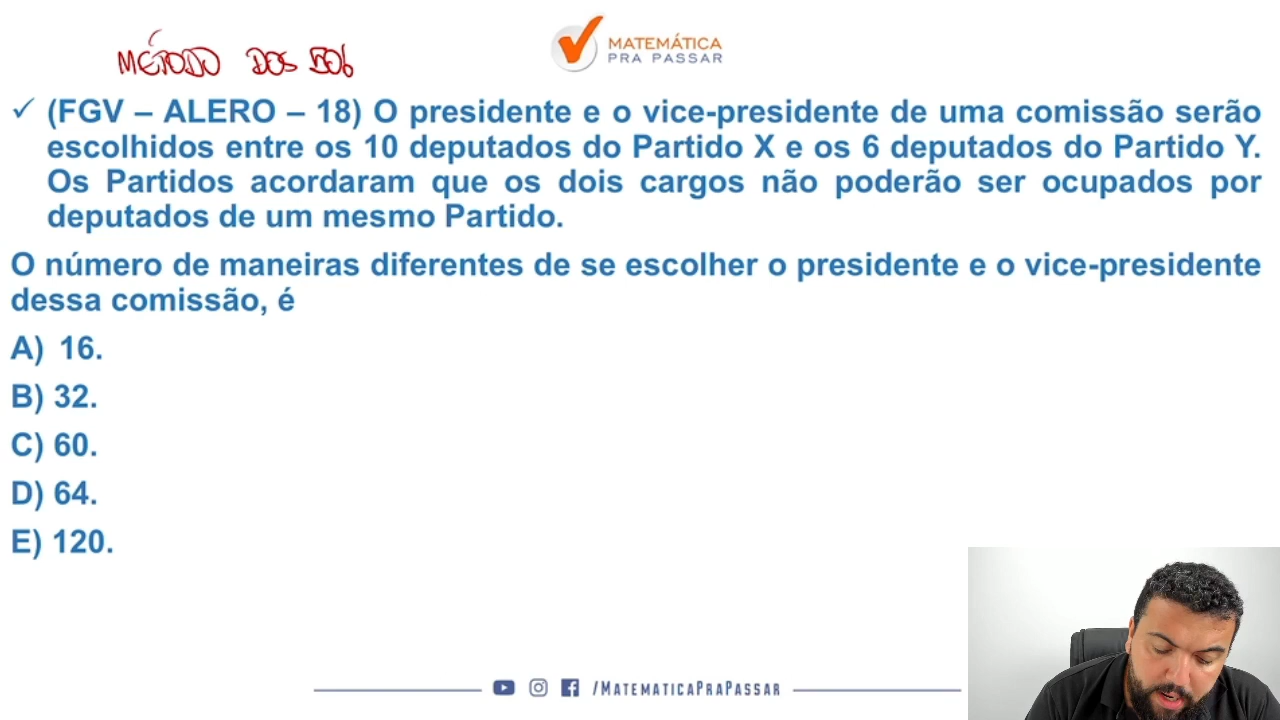 MÉTODO DOS 506
MATEMÁTICA
PRA PASSAR
✓ (FGV – ALERO – 18) O presidente e o vice-presidente de uma comissão serão
escolhidos entre os 10 deputados do Partido X e os 6 deputados do Partido Y.
Os Partidos acordaram que os dois cargos não poderão ser ocupados por
deputados de um mesmo Partido.
O número de maneiras diferentes de se escolher o presidente e o vice-presidente
dessa comissão, é
A) 16.
B) 32.
C) 60.
D) 64.
E) 120.
/MATEMATICAPRAPASSAR